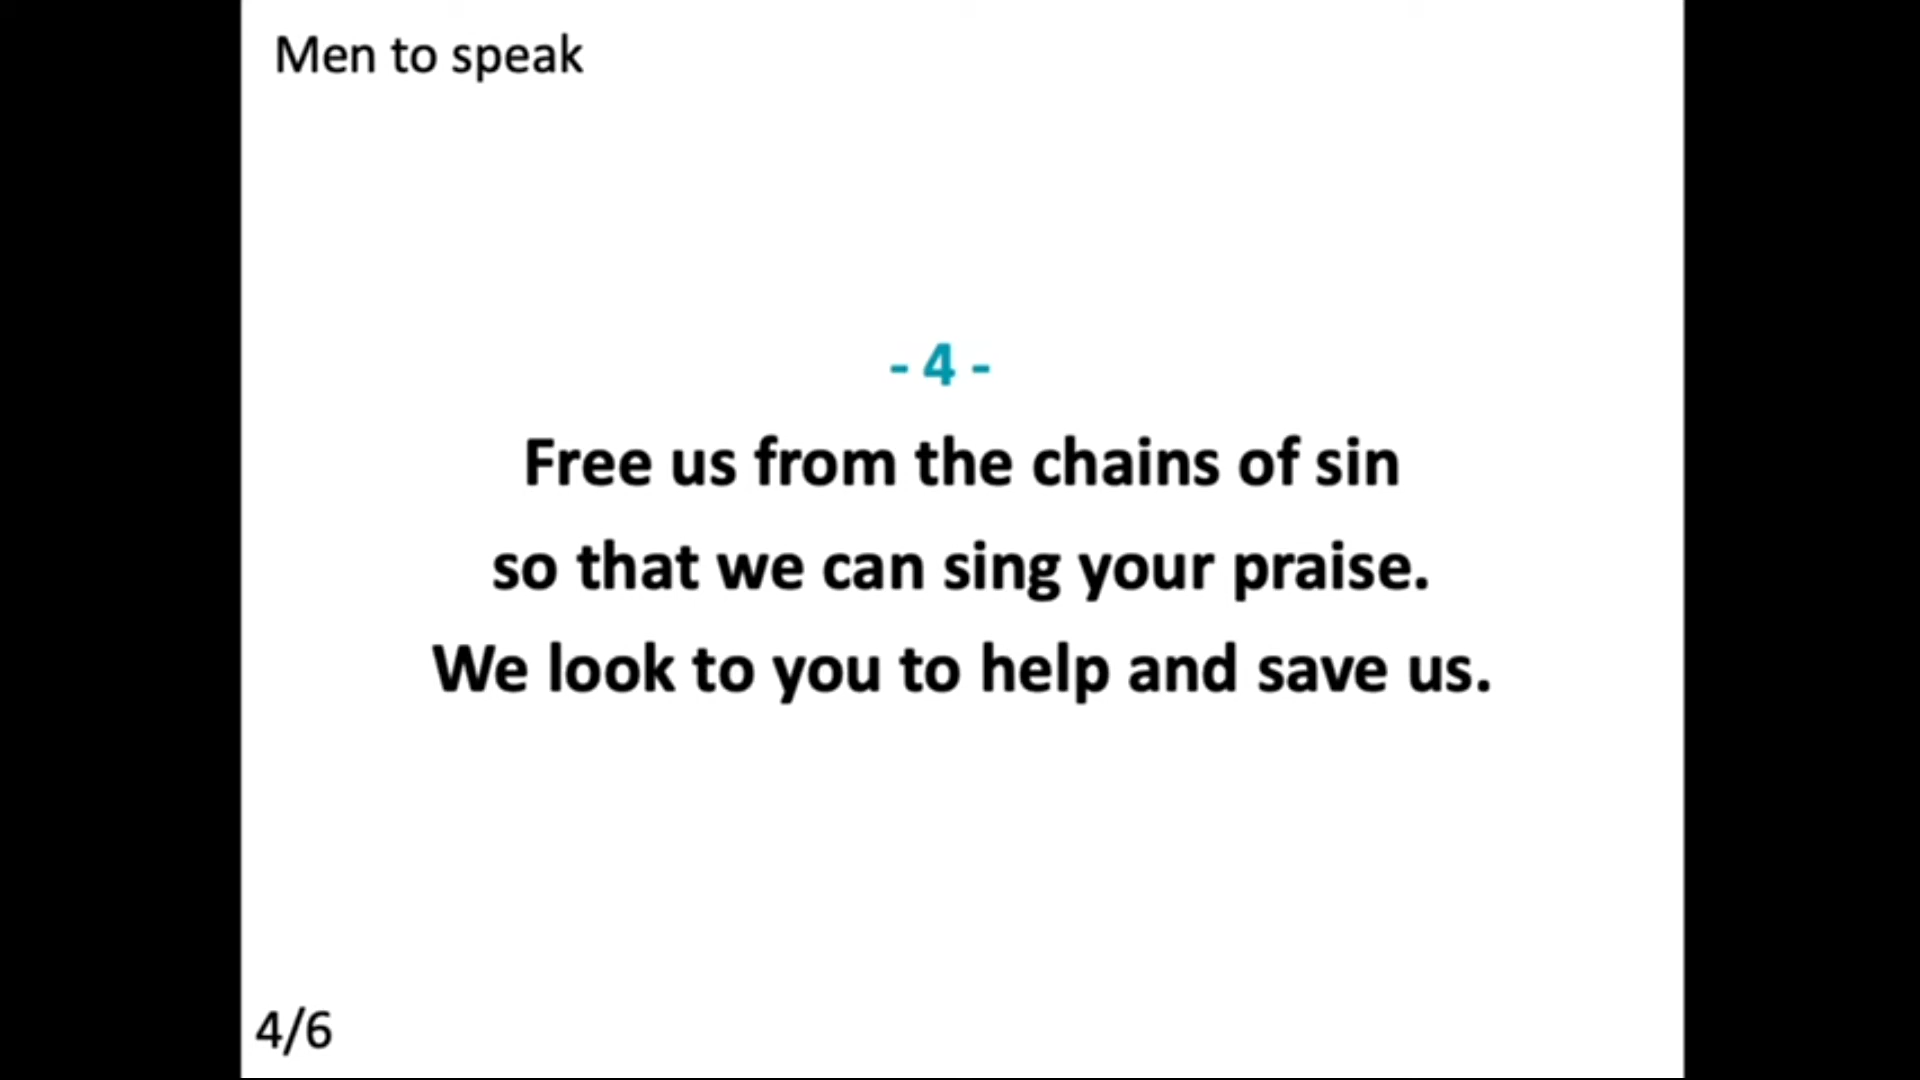 Men to speak
- 4 -
Free us from the chains of sin
so that we can sing your praise.
We look to you to help and save us.
4/6